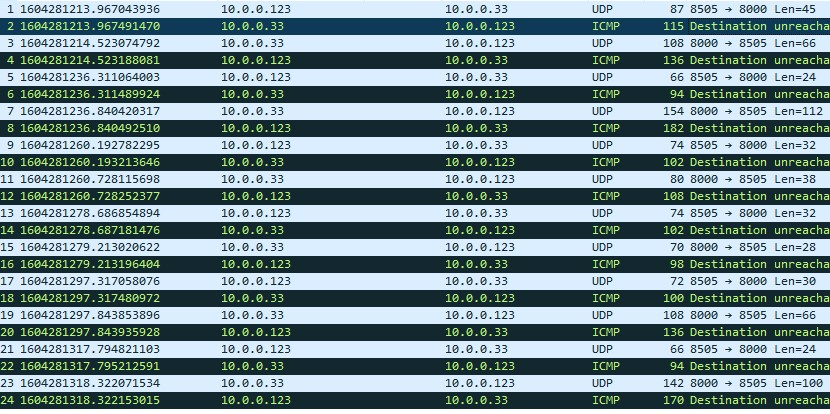 1 1604281213.967043936 10.0.0.123 10.0.0.33 UDP 87 8505 → 8000 Len=45
2 1604281213.967491470 10.0.0.33 10.0.0.123 ICMP 115 Destination unreacha
3 1604281214.523074792 10.0.0.33 10.0.0.123 UDP 108 8000 → 8505 Len=66
4 1604281214.523188081 10.0.0.123 10.0.0.33 ICMP 136 Destination unreacha
5 1604281236.311064003 10.0.0.123 10.0.0.33 UDP 66 8505 → 8000 Len=24
6 1604281236.311489924 10.0.0.33 10.0.0.123 ICMP 94 Destination unreacha
7 1604281236.840420317 10.0.0.33 10.0.0.123 UDP 154 8000 → 8505 Len=112
8 1604281236.840492510 10.0.0.123 10.0.0.33 ICMP 182 Destination unreacha
9 1604281260.192782295 10.0.0.123 10.0.0.33 UDP 74 8505 → 8000 Len=32
10 1604281260.193213646 10.0.0.33 10.0.0.123 ICMP 102 Destination unreacha
11 1604281260.728115698 10.0.0.33 10.0.0.123 UDP 80 8000 → 8505 Len=38
12 1604281260.728252377 10.0.0.123 10.0.0.33 ICMP 108 Destination unreacha
13 1604281278.686854894 10.0.0.123 10.0.0.33 UDP 74 8505 → 8000 Len=32
14 1604281278.687181476 10.0.0.33 10.0.0.123 ICMP 102 Destination unreacha
15 1604281279.213020622 10.0.0.33 10.0.0.123 UDP 70 8000 → 8505 Len=28
16 1604281279.213196404 10.0.0.123 10.0.0.33 ICMP 98 Destination unreacha
17 1604281297.317058076 10.0.0.123 10.0.0.33 UDP 72 8505 → 8000 Len=30
18 1604281297.317480972 10.0.0.33 10.0.0.123 ICMP 100 Destination unreacha
19 1604281297.843853896 10.0.0.33 10.0.0.123 UDP 108 8000 → 8505 Len=66
20 1604281297.843935928 10.0.0.123 10.0.0.33 ICMP 136 Destination unreacha
21 1604281317.794821103 10.0.0.123 10.0.0.33 UDP 66 8505 → 8000 Len=24
22 1604281317.795212591 10.0.0.33 10.0.0.123 ICMP 94 Destination unreacha
23 1604281318.322071534 10.0.0.33 10.0.0.123 UDP 142 8000 → 8505 Len=100
24 1604281318.322153015 10.0.0.123 10.0.0.33 ICMP 170 Destination unreacha